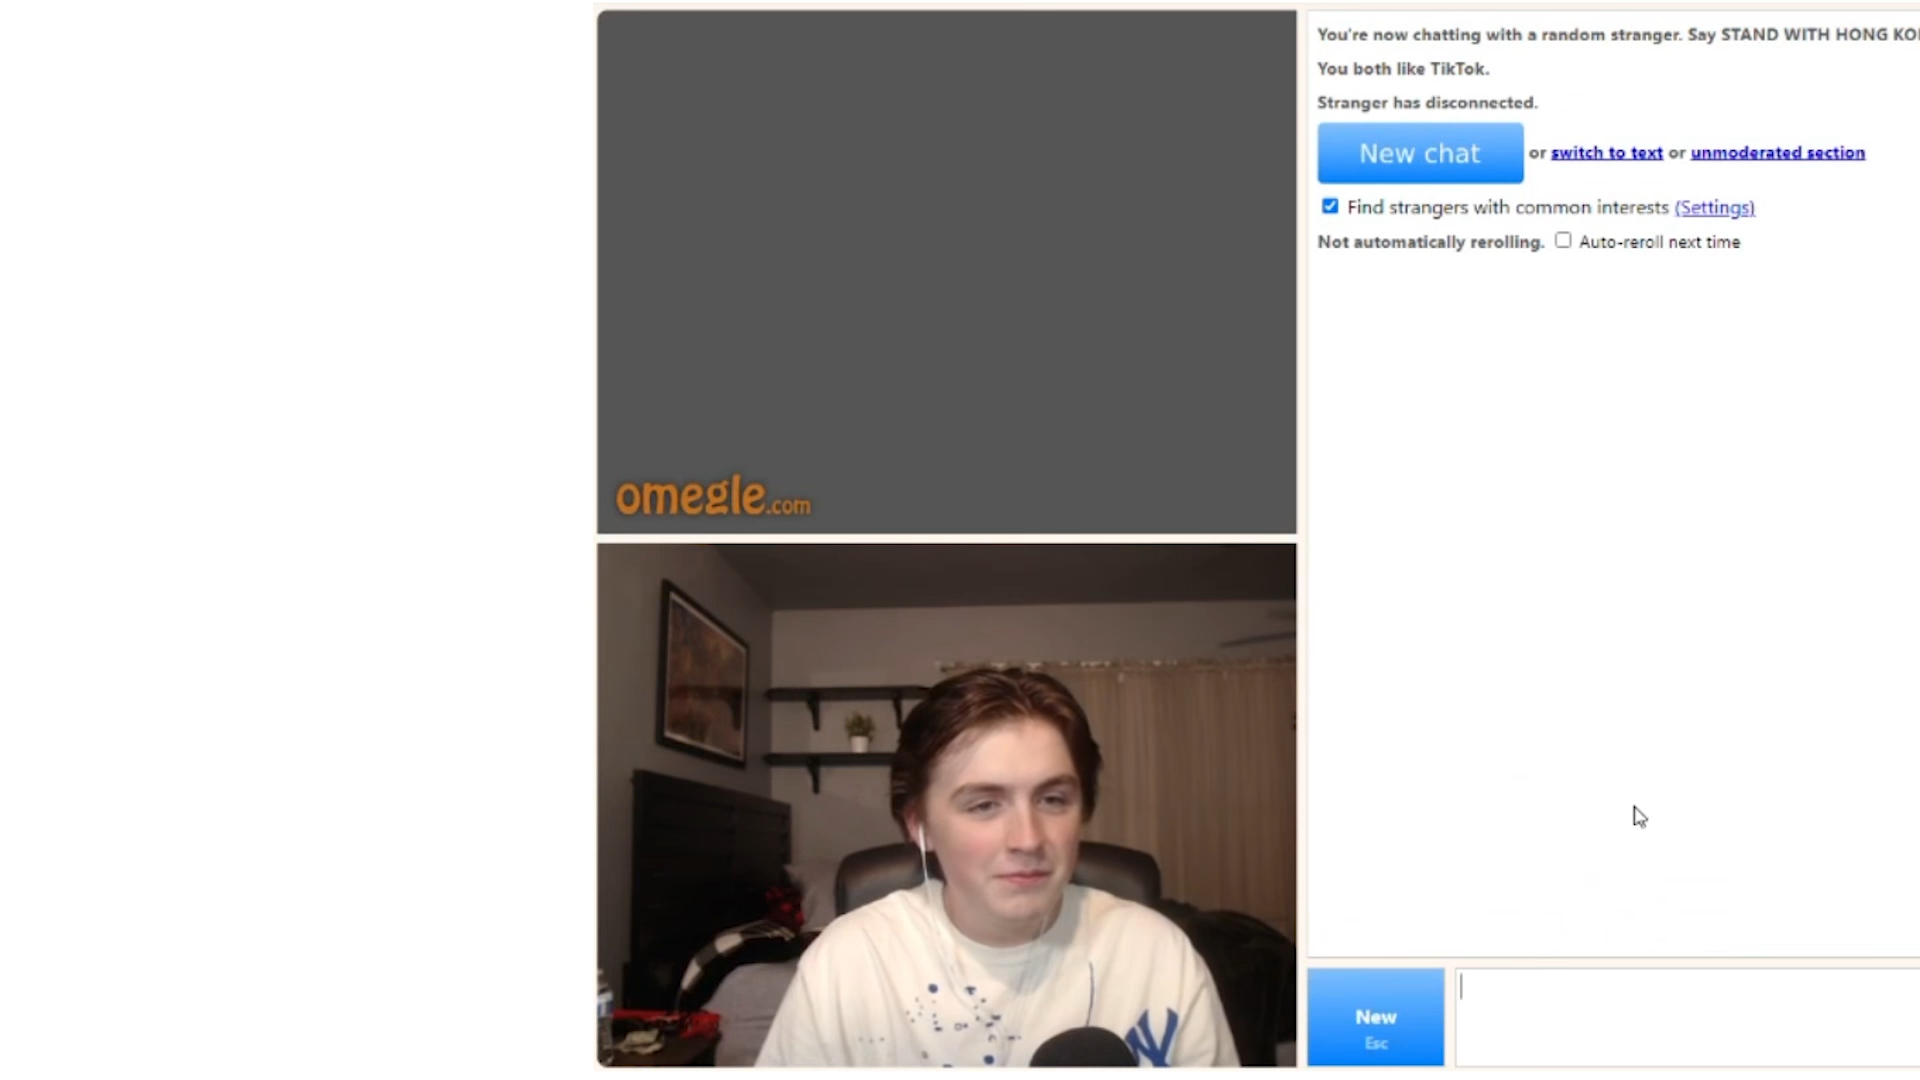 You're now chatting with a random stranger. Say STAND WITH HONG
You both like TikTok.
Stranger has disconnected.
New chat or switch to text or unmoderated section
Find strangers with common interests (Settings)
Not automatically rerolling. Auto-reroll next time
omegle.com
NY
New
Esc